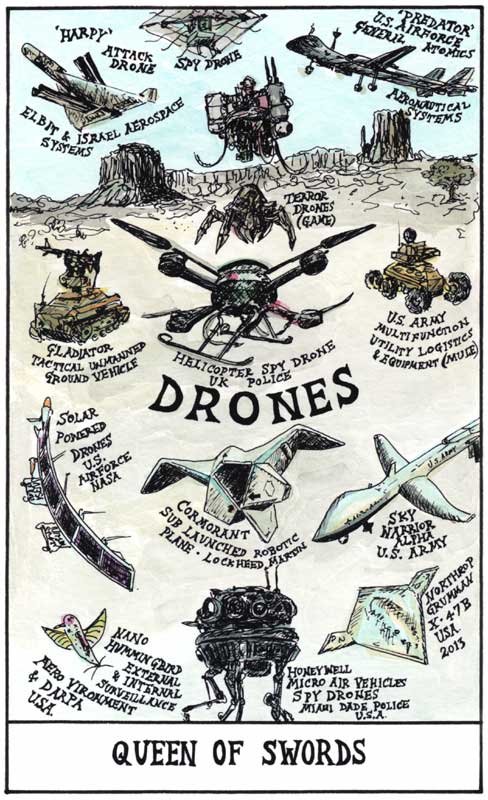 'HARPY'
ATTACK
DRONE
ELBIT & ISRAEL AEROSPACE
SYSTEMS
SPY DRONE
'PREDATOR'
U.S. AIRFORCE
GENERAL ATOMICS
AERONAUTICAL
SYSTEMS
TERROR
DRONES
(GAME)
GLADIATOR
TACTICAL UNMANNED
GROUND VEHICLE
HELICOPTER SPY DRONE
UK POLICE
U.S. ARMY
MULTIFUNCTION
UTILITY LOGISTICS
& EQUIPMENT (MULE)
DRONES
SOLAR
POWERED
DRONES
U.S.
AIRFORCE
NASA
CORMORANT
SUB LAUNCHED ROBOTIC
PLANE. LOCKHEED MARTIN
U.S. ARMY
SKY
WARRIOR
ALPHA
U.S. ARMY
NANO
HUMMINGBIRD
EXTERNAL
& INTERNAL
SURVEILLANCE
AERO VIRONMENT
& DARPA
U.S.A.
HONEYWELL
MICRO AIR VEHICLES
SPY DRONES
MIAMI DADE POLICE
U.S.A.
NORTHROP
GRUMMAN
X-47B
USA
2013
QUEEN OF SWORDS